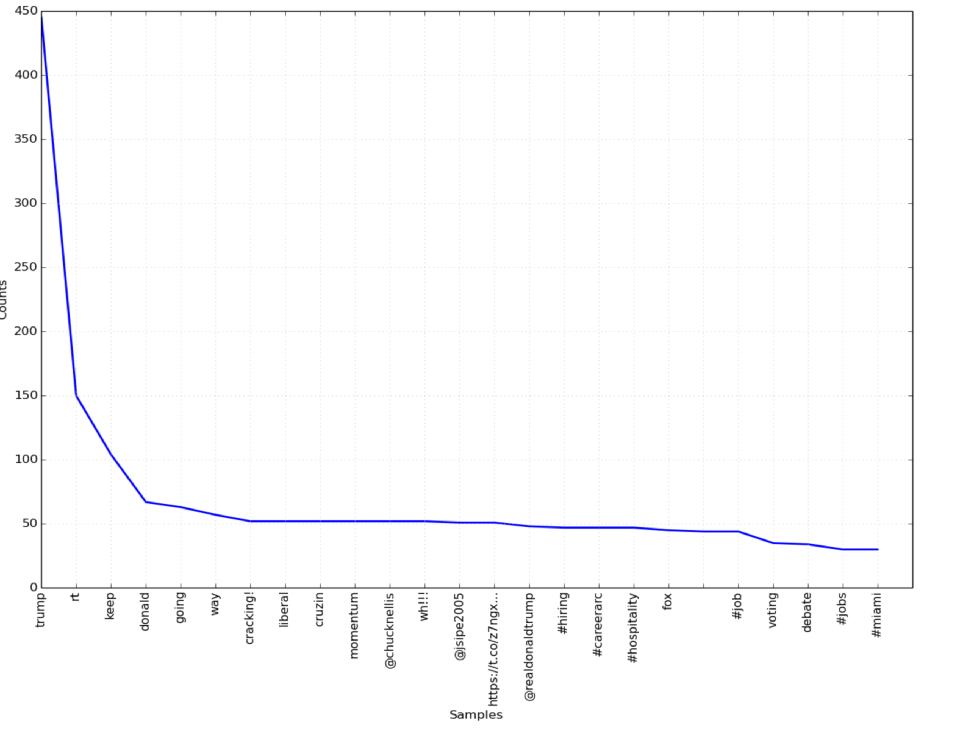 450
400
350
300
250
200
150
100
50
0
Counts
trump
rt
keep
donald
going
way
cracking!
liberal
cruzin
momentum
@chucknellis
wh!!!
@jsipe2005
https://t.co/z7ngx...
@realdonaldtrump
#hiring
#careerarc
#hospitality
fox
#job
voting
debate
#jobs
#miami
Samples